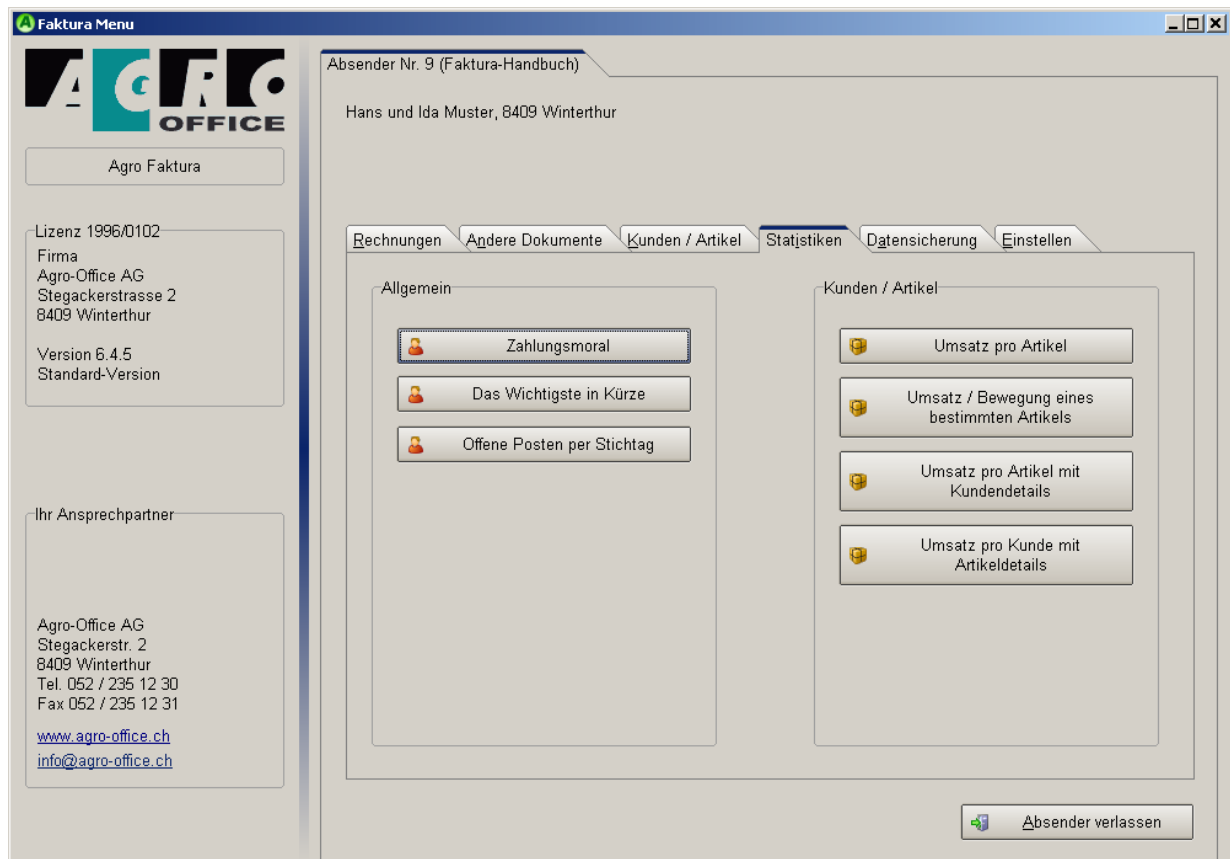 Faktura Menu
AGRO
OFFICE
Agro Faktura
Lizenz 1996/0102
Firma
Agro-Office AG
Stegackerstrasse 2
8409 Winterthur
Version 6.4.5
Standard-Version
Ihr Ansprechpartner
Agro-Office AG
Stegackerstr. 2
8409 Winterthur
Tel. 052 / 235 12 30
Fax 052 / 235 12 31
www.agro-office.ch
info@agro-office.ch
Absender Nr. 9 (Faktura-Handbuch)
Hans und Ida Muster, 8409 Winterthur
Rechnungen Andere Dokumente Kunden / Artikel Statistiken Datensicherung Einstellen
Allgemein
Zahlungsmoral
Das Wichtigste in Kürze
Offene Posten per Stichtag
Kunden / Artikel
Umsatz pro Artikel
Umsatz / Bewegung eines
bestimmten Artikels
Umsatz pro Artikel mit
Kundendetails
Umsatz pro Kunde mit
Artikeldetails
Absender verlassen